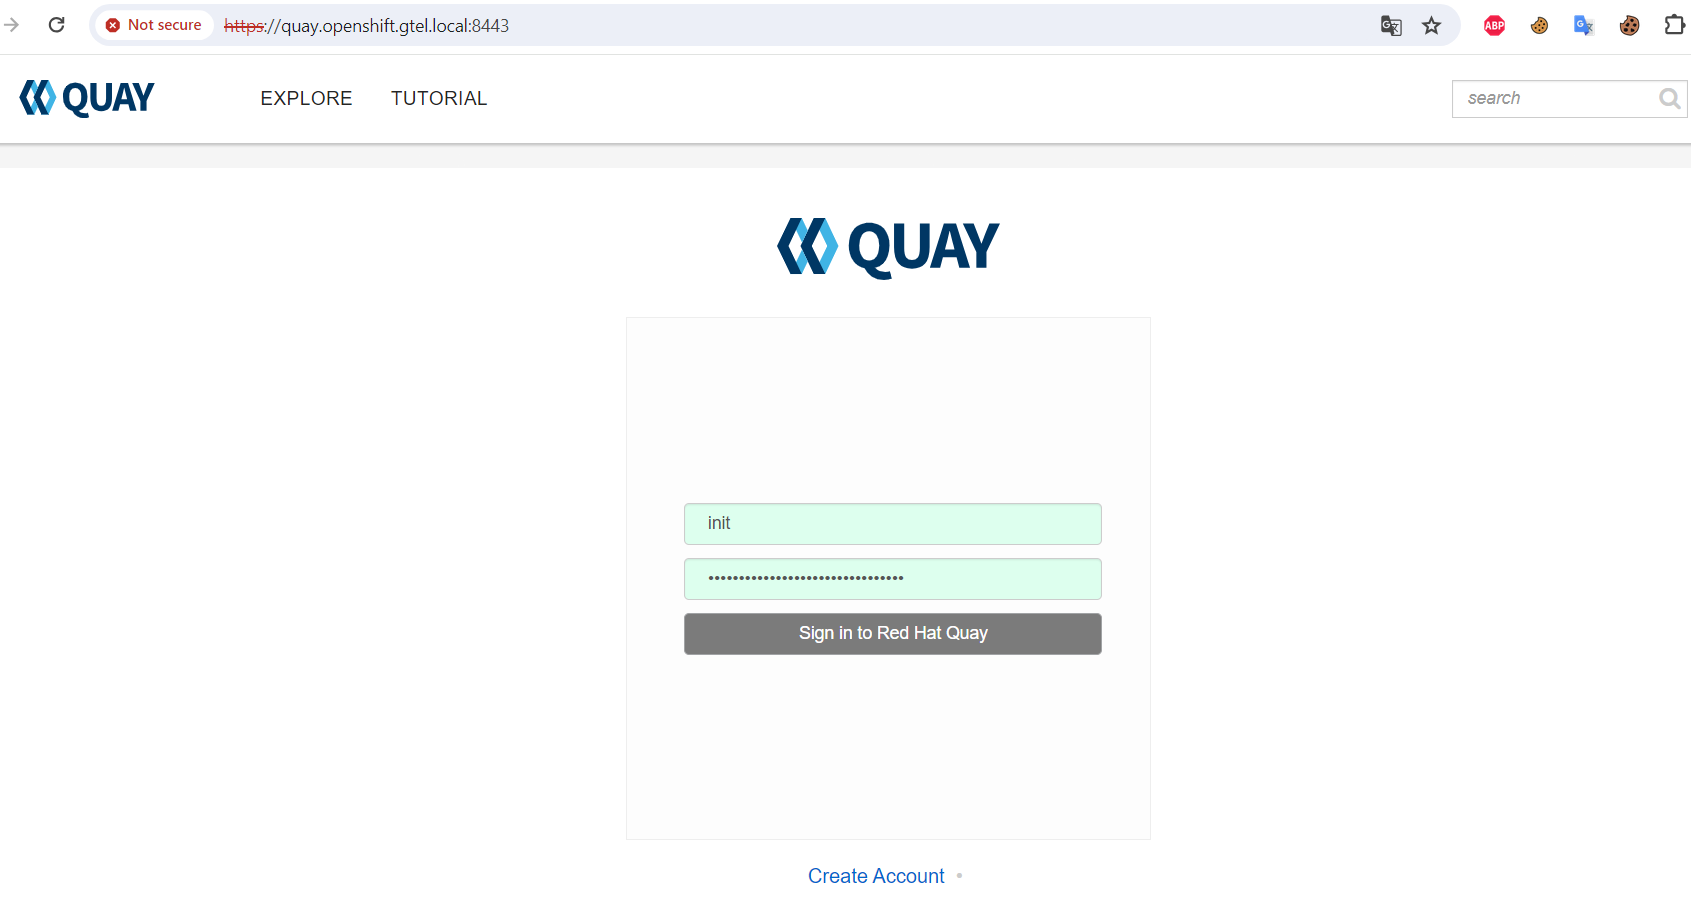 Not secure https://quay.openshift.gtel.local:8443 ABP
QUAY EXPLORE TUTORIAL search
QUAY
init
••••••••••••••••••••••••••••••••
Sign in to Red Hat Quay
Create Account •